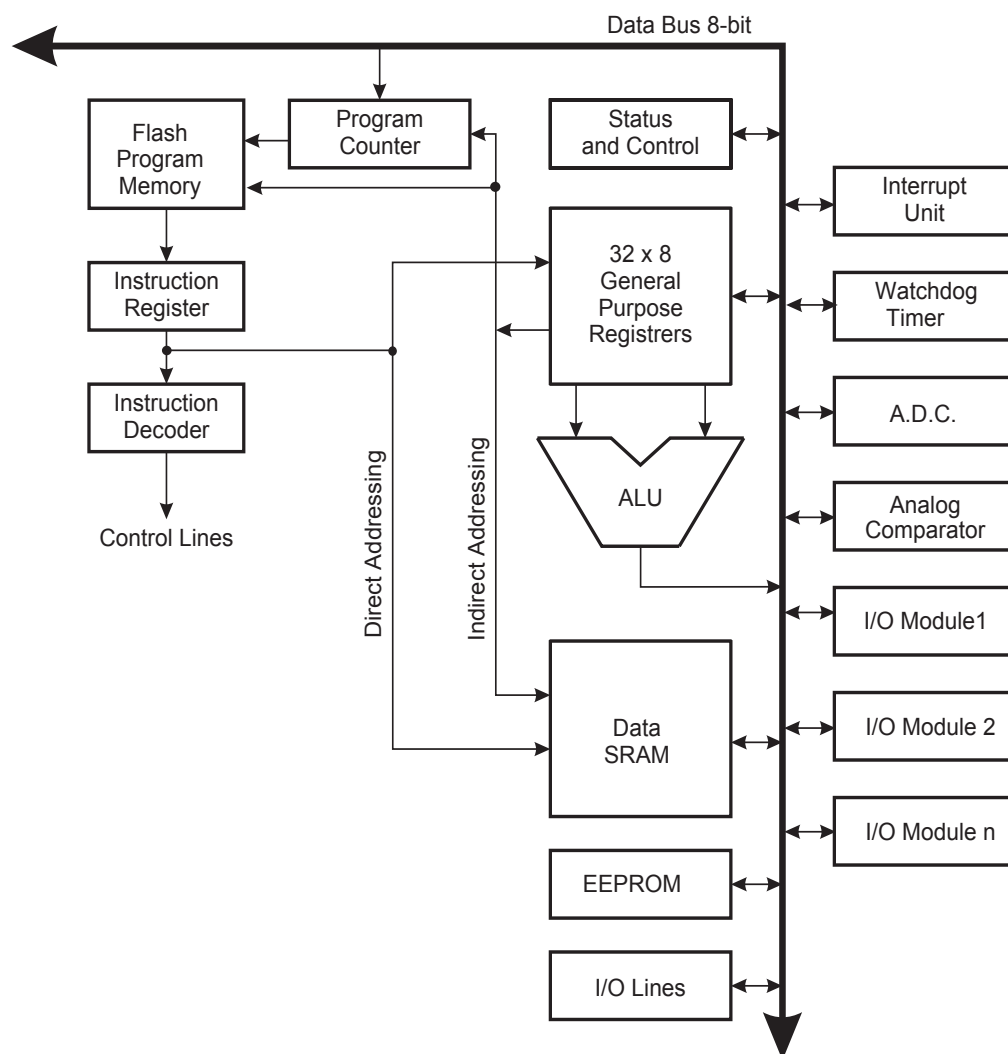 Data Bus 8-bit
Flash
Program
Memory
Program
Counter
Status
and Control
Interrupt
Unit
32 x 8
General
Purpose
Registrers
Instruction
Register
Watchdog
Timer
Instruction
Decoder
A.D.C.
Control Lines
Direct Addressing
Indirect Addressing
ALU
Analog
Comparator
I/O Module1
Data
SRAM
I/O Module 2
I/O Module n
EEPROM
I/O Lines